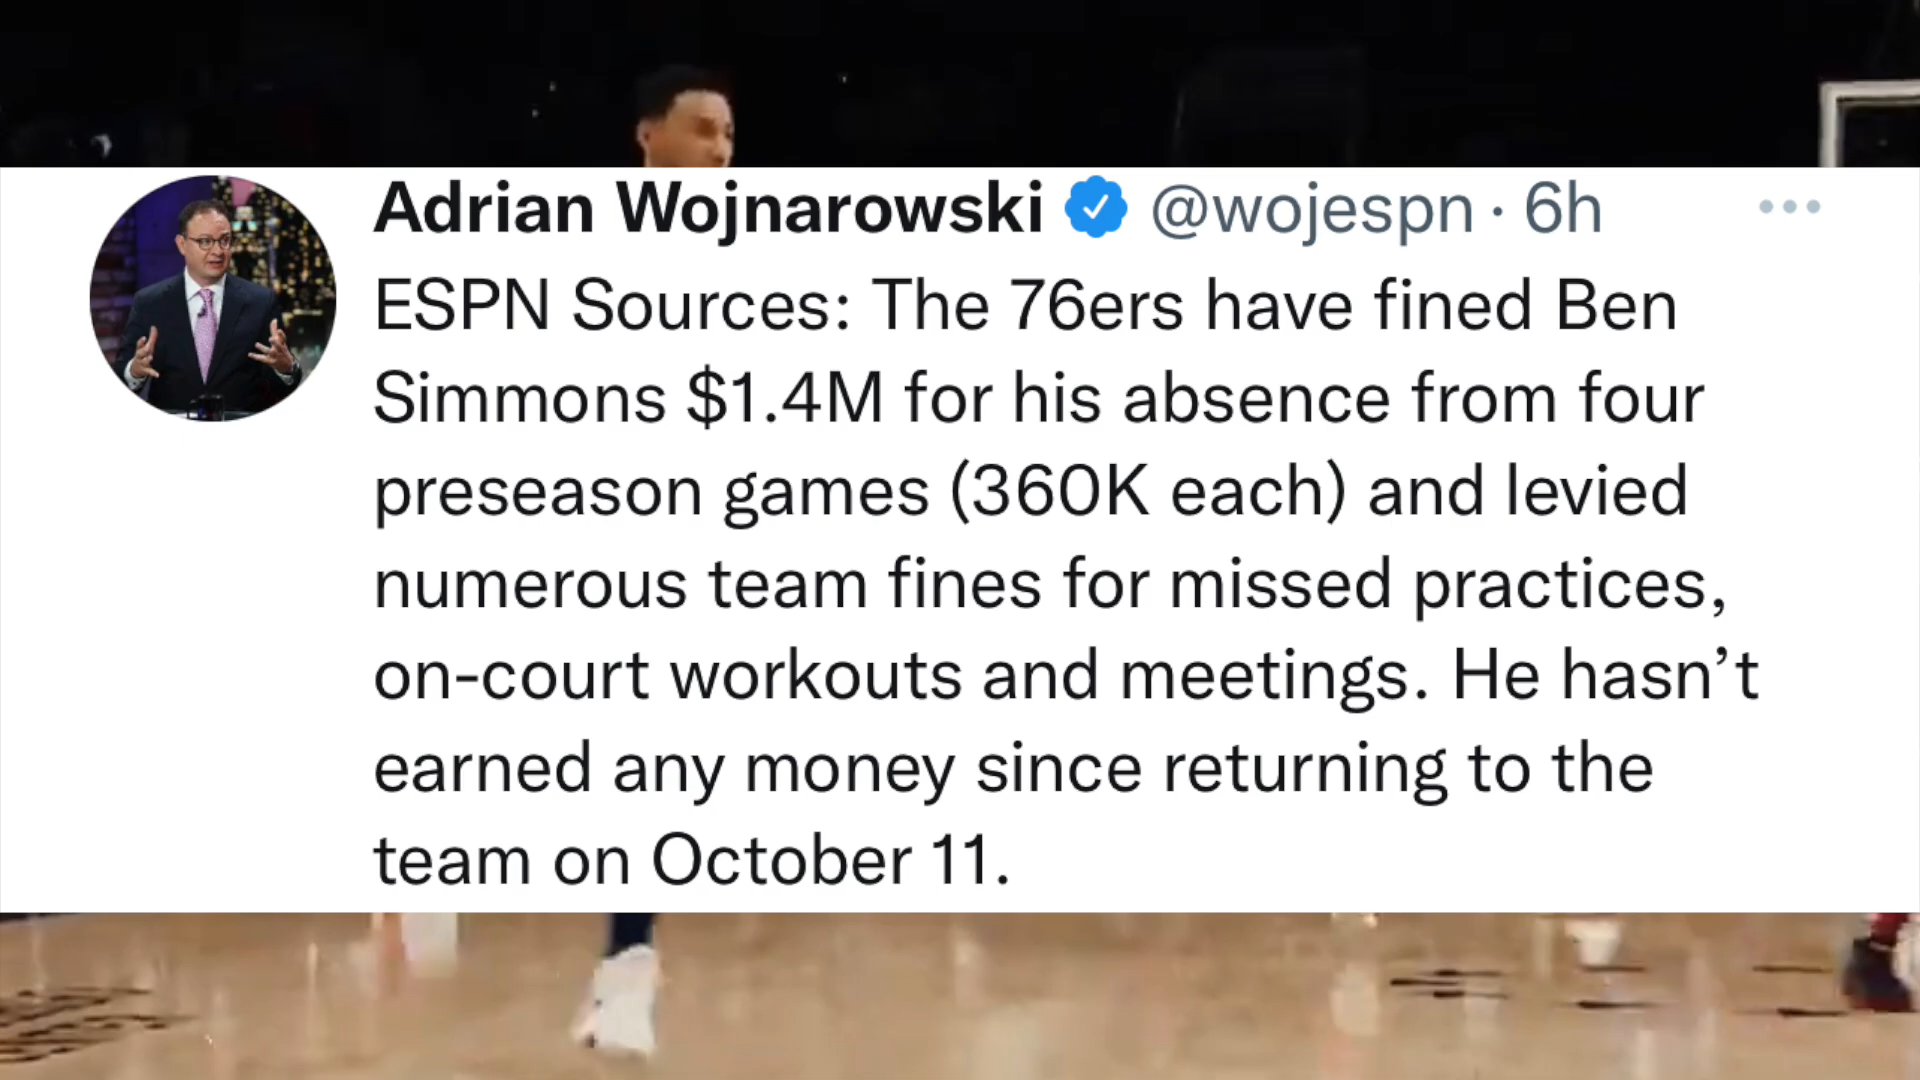 Adrian Wojnarowski @wojespn · 6h
ESPN Sources: The 76ers have fined Ben
Simmons $1.4M for his absence from four
preseason games (360K each) and levied
numerous team fines for missed practices,
on-court workouts and meetings. He hasn’t
earned any money since returning to the
team on October 11.